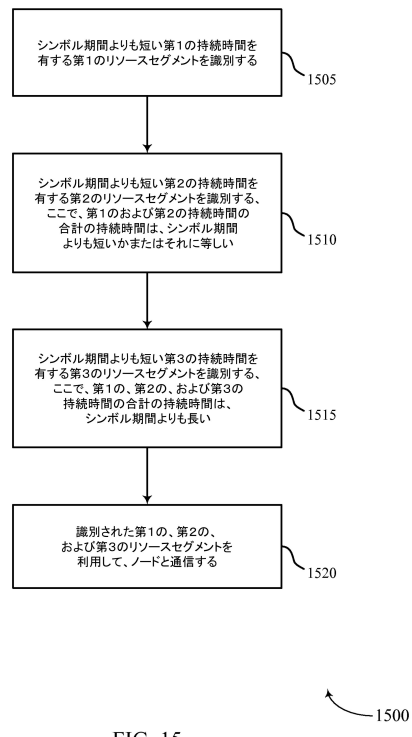 シンボル期間よりも短い第1の持続時間を
有する第1のリソースセグメントを識別する
1505
シンボル期間よりも短い第2の持続時間を
有する第2のリソースセグメントを識別する、
ここで、第1のおよび第2の持続時間の
合計の持続時間は、シンボル期間
よりも短いかまたはそれに等しい
1510
シンボル期間よりも短い第3の持続時間を
有する第3のリソースセグメントを識別する、
ここで、第1の、第2の、および第3の
持続時間の合計の持続時間は、
シンボル期間よりも長い
1515
識別された第1の、第2の、
および第3のリソースセグメントを
利用して、ノードと通信する
1520
1500
FIG. 15